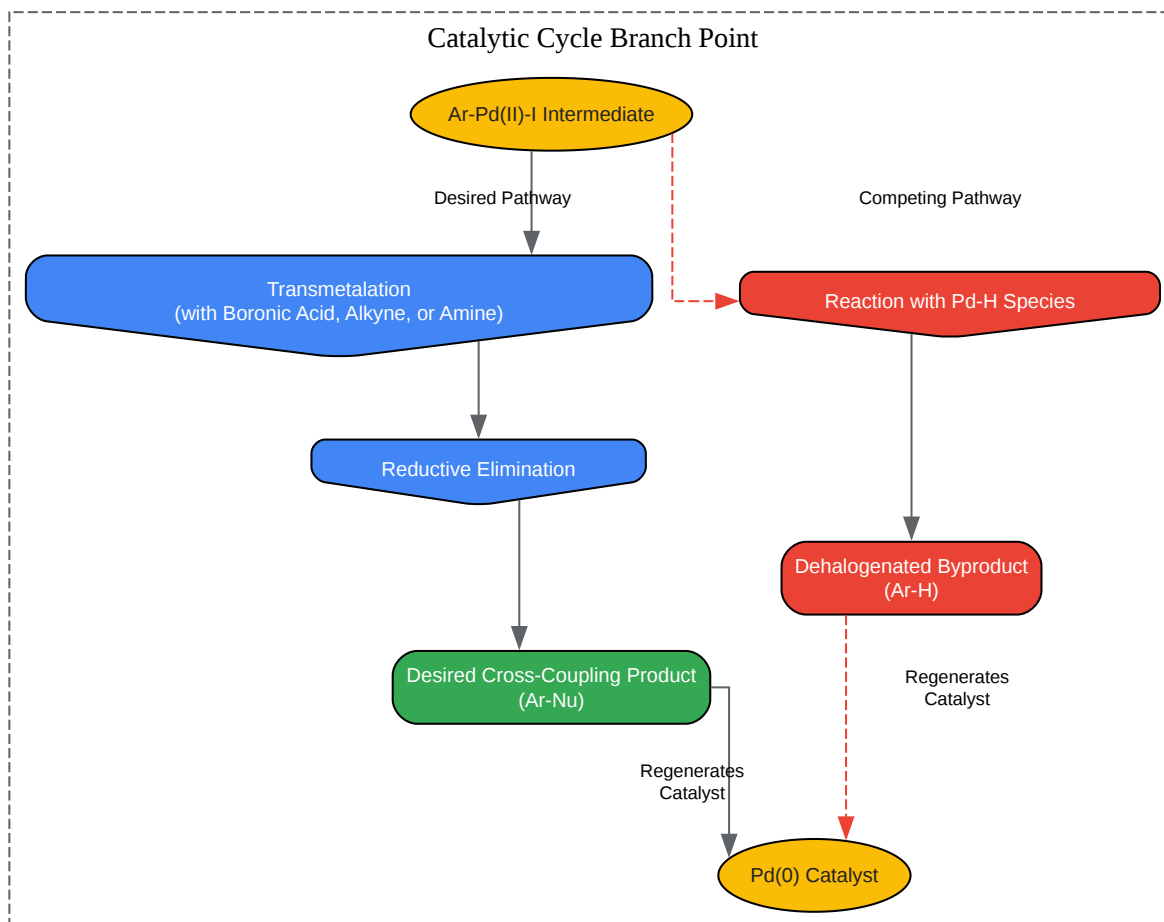 Catalytic Cycle Branch Point
Ar-Pd(II)-I Intermediate
Desired Pathway
Competing Pathway
Transmetalation
(with Boronic Acid, Alkyne, or Amine)
Reaction with Pd-H Species
Reductive Elimination
Dehalogenated Byproduct
(Ar-H)
Desired Cross-Coupling Product
(Ar-Nu)
Regenerates
Catalyst
Regenerates
Catalyst
Pd(0) Catalyst